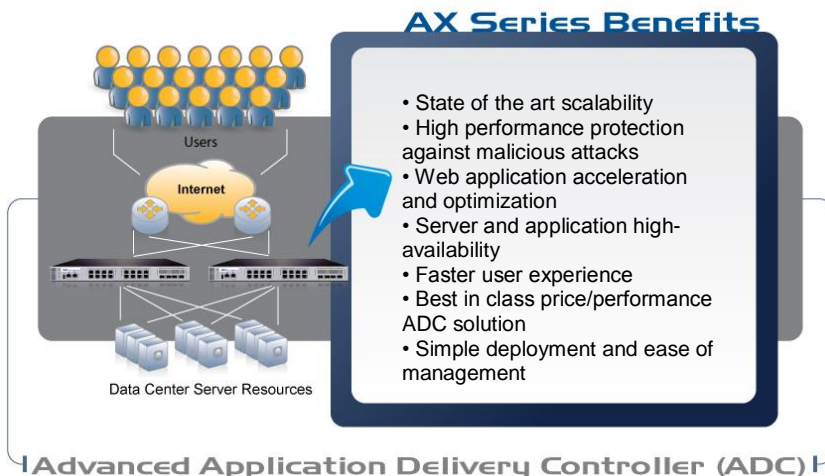 AX Series Benefits
Users
Internet
Data Center Server Resources
• State of the art scalability
• High performance protection
against malicious attacks
• Web application acceleration
and optimization
• Server and application high-
availability
• Faster user experience
• Best in class price/performance
ADC solution
• Simple deployment and ease of
management
Advanced Application Delivery Controller (ADC)